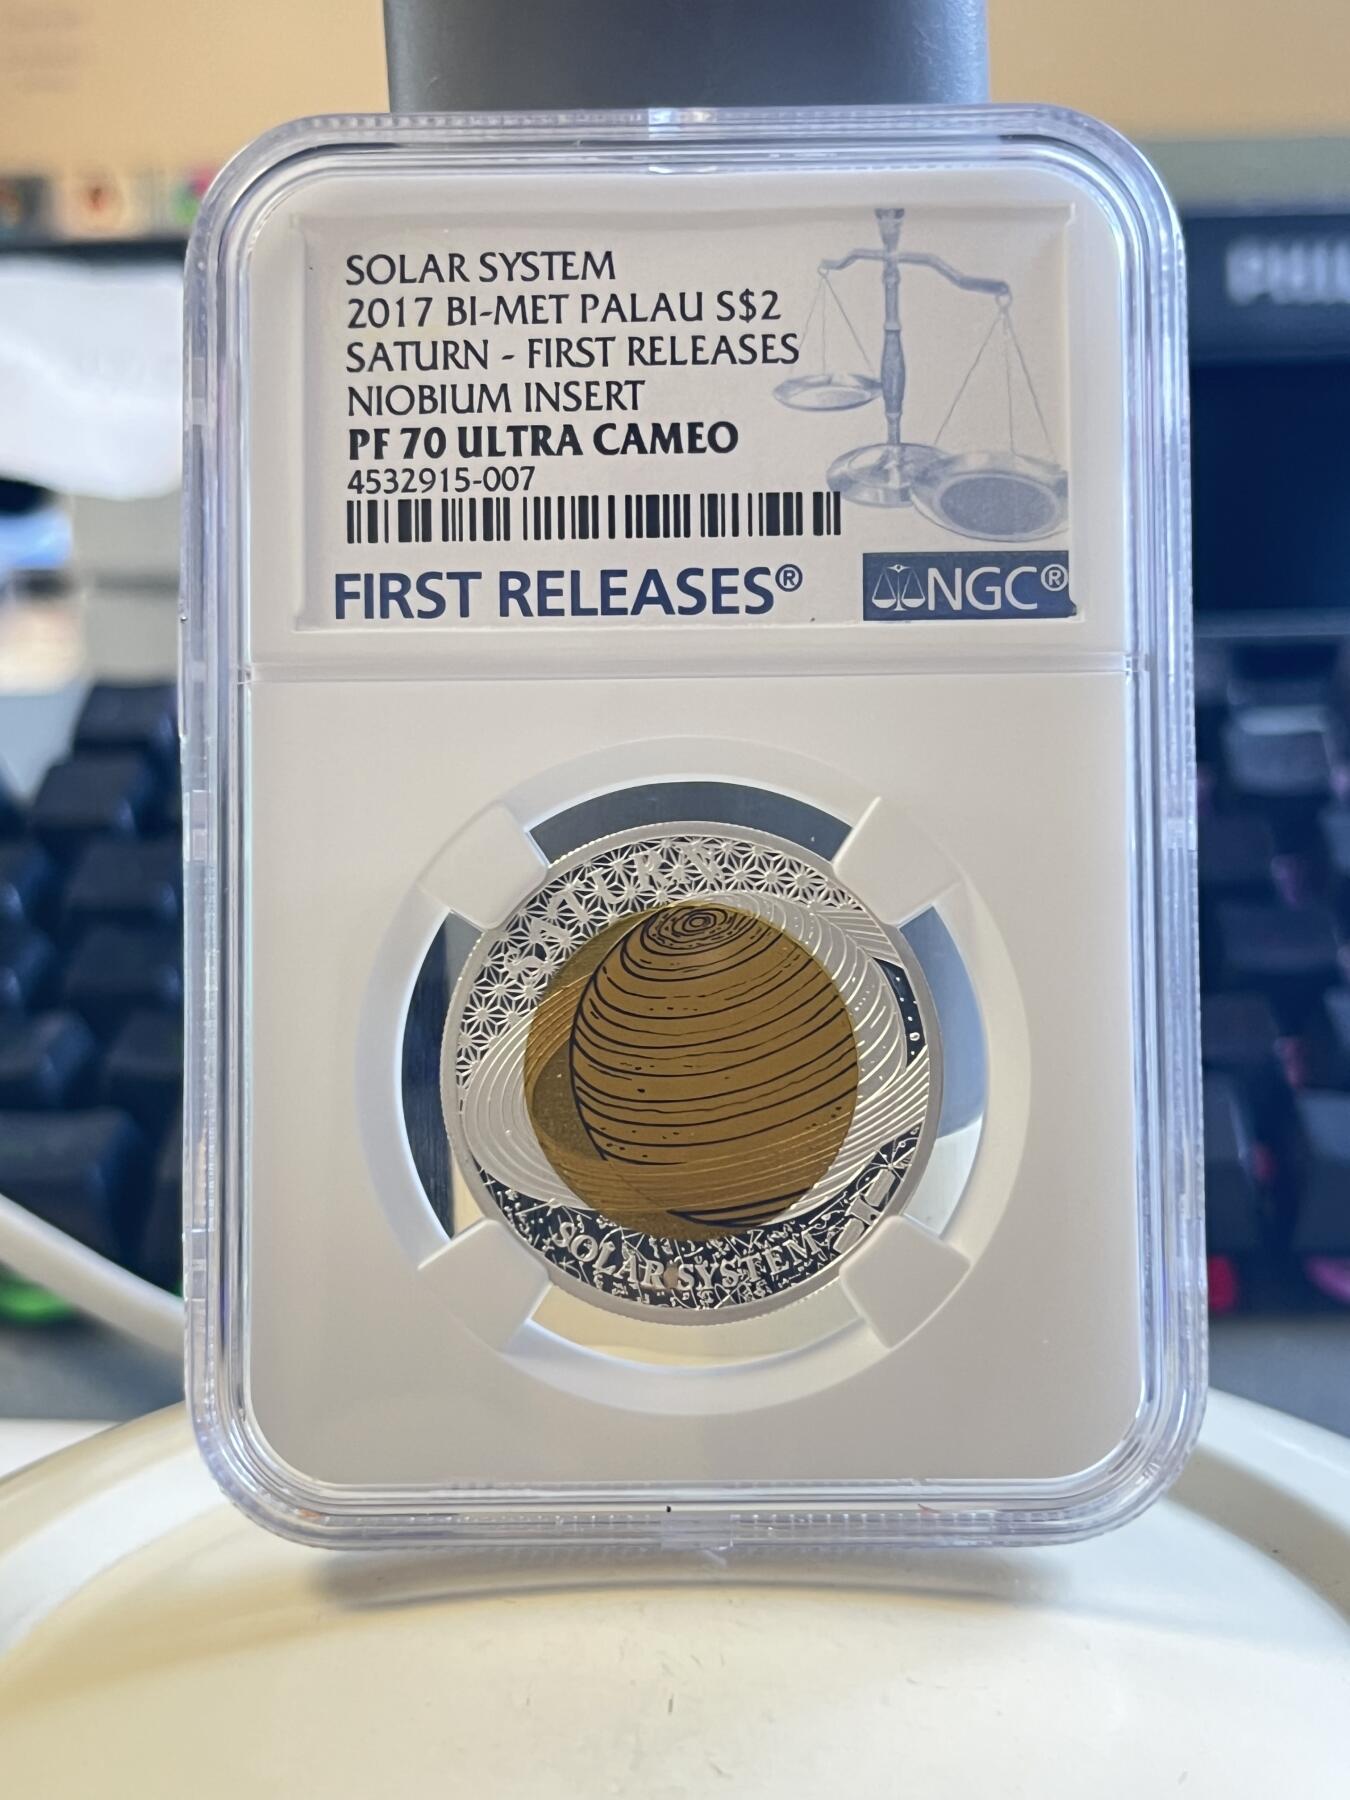 SOLAR SYSTEM
2017 BI-MET PALAU S$2
SATURN - FIRST RELEASES
NIOBIUM INSERT
PF 70 ULTRA CAMEO
4532915-007
FIRST RELEASES®
NGC®
SATURN
SOLAR SYSTEM